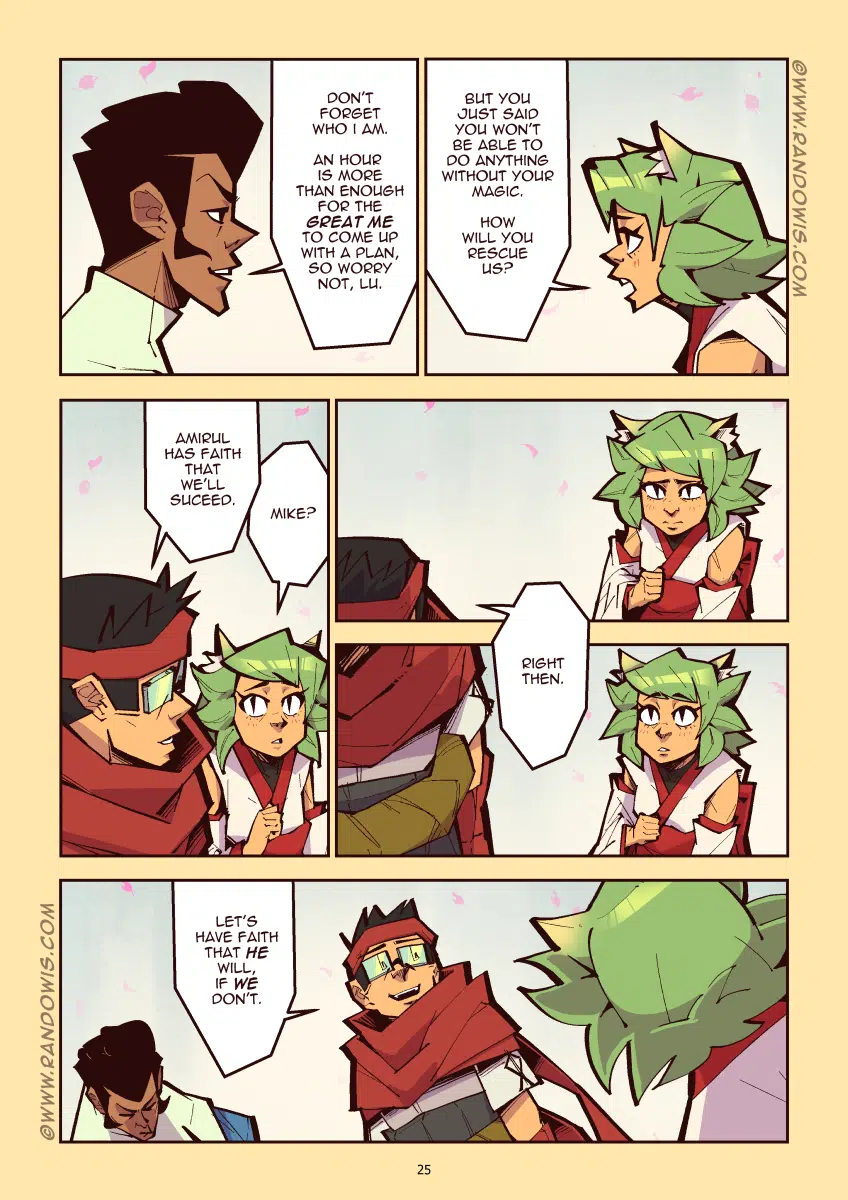 ©WWW.RANDOWIS.COM
BUT YOU
JUST SAID
YOU WON'T
BE ABLE TO
DO ANYTHING
WITHOUT YOUR
MAGIC.
HOW
WILL YOU
RESCUE
US?
DON'T
FORGET
WHO I AM.
AN HOUR
IS MORE
THAN ENOUGH
FOR THE
GREAT ME
TO COME UP
WITH A PLAN,
SO WORRY
NOT, LU.
RIGHT
THEN.
MIKE?
AMIRUL
HAS FAITH
THAT
WE'LL
SUCEED.
LET'S
HAVE FAITH
THAT HE
WILL,
IF WE
DON'T.
©WWW.RANDOWIS.COM
25